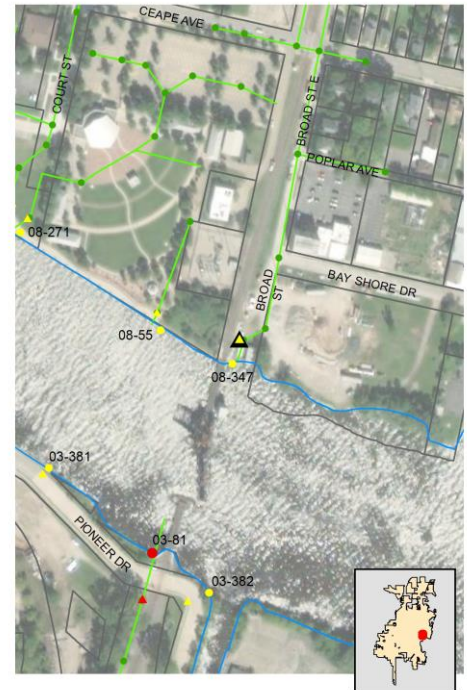 CEAPE AVE
COURT ST
BROAD ST E
POPLAR AVE
08-271
BAY SHORE DR
BROAD
ST
08-55
08-347
03-381
PIONEER DR
03-81
03-382